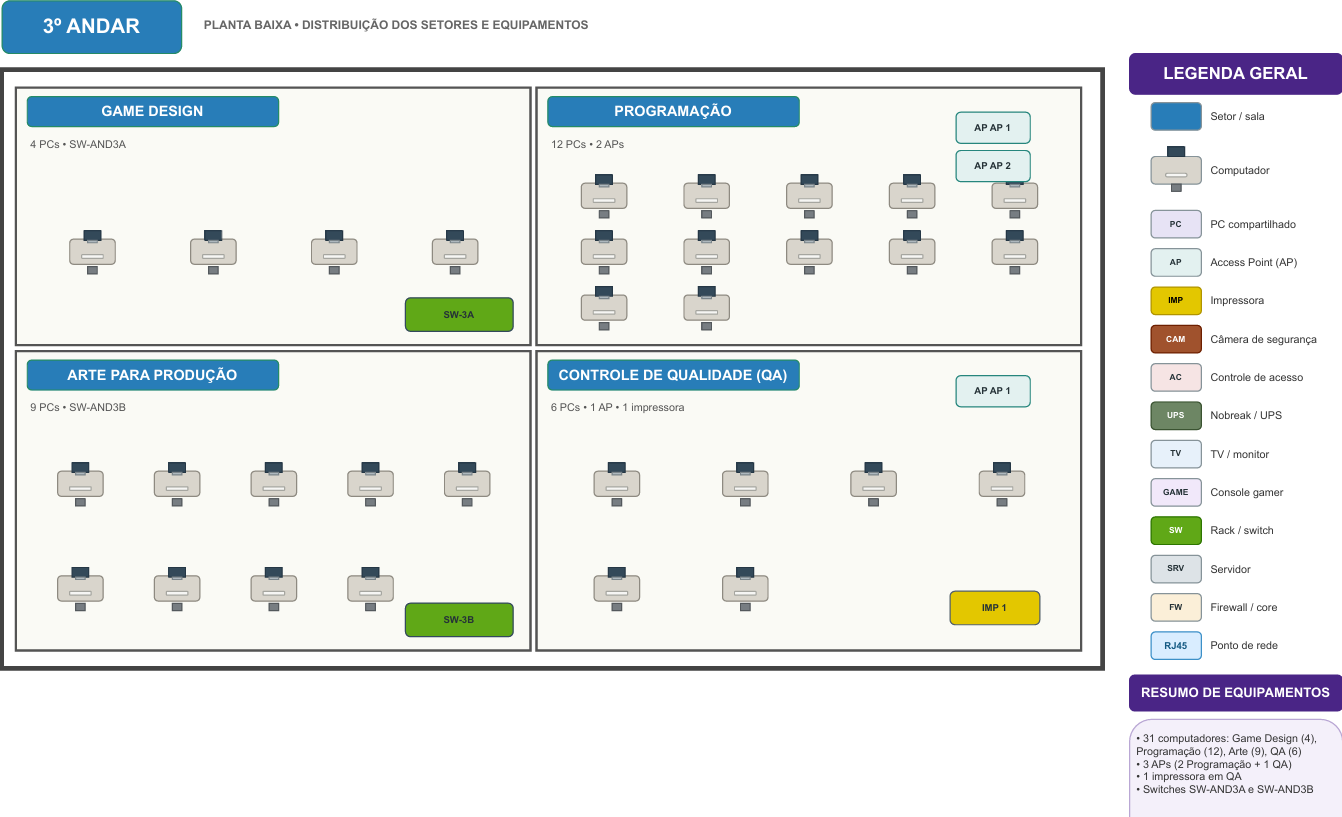 3º ANDAR
PLANTA BAIXA • DISTRIBUIÇÃO DOS SETORES E EQUIPAMENTOS
GAME DESIGN
4 PCs • SW-AND3A
SW-3A
PROGRAMAÇÃO
12 PCs • 2 APs
AP AP 1
AP AP 2
ARTE PARA PRODUÇÃO
9 PCs • SW-AND3B
SW-3B
CONTROLE DE QUALIDADE (QA)
6 PCs • 1 AP • 1 impressora
AP AP 1
IMP 1
LEGENDA GERAL
Setor / sala
Computador
PC PC compartilhado
AP Access Point (AP)
IMP Impressora
CAM Câmera de segurança
AC Controle de acesso
UPS Nobreak / UPS
TV TV / monitor
GAME Console gamer
SW Rack / switch
SRV Servidor
FW Firewall / core
RJ45 Ponto de rede
RESUMO DE EQUIPAMENTOS
• 31 computadores: Game Design (4),
Programação (12), Arte (9), QA (6)
• 3 APs (2 Programação + 1 QA)
• 1 impressora em QA
• Switches SW-AND3A e SW-AND3B